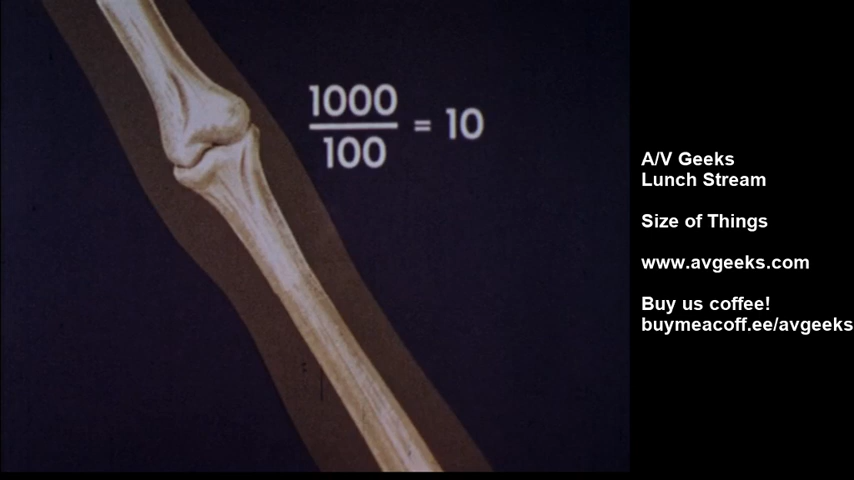 1000
100
= 10
A/V Geeks
Lunch Stream
Size of Things
www.avgeeks.com
Buy us coffee!
buymeacoff.ee/avgeeks